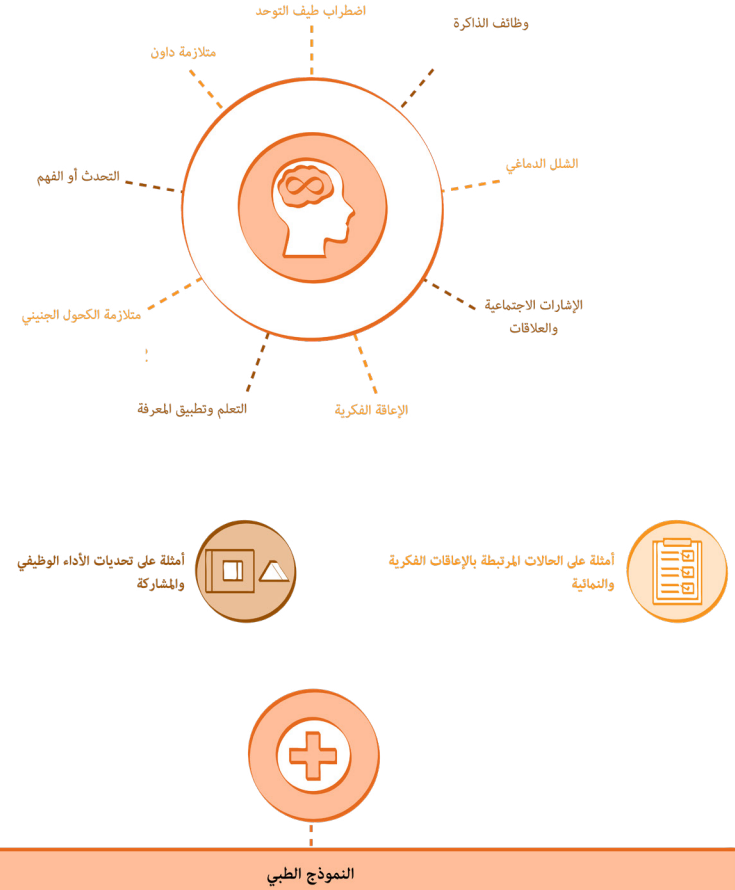 اضطراب طيف التوحد
وظائف الذاكرة
متلازمة داون
الشلل الدماغي
التحدث أو الفهم
الإشارات الاجتماعية
والعلاقات
متلازمة الكحول الجنيني
التعلم وتطبيق المعرفة
الإعاقة الفكرية
أمثلة على الحالات المرتبطة بالإعاقات الفكرية
والنمائية
أمثلة على تحديات الأداء الوظيفي
والمشاركة
النموذج الطبي